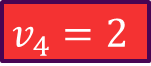 v₄ = 2